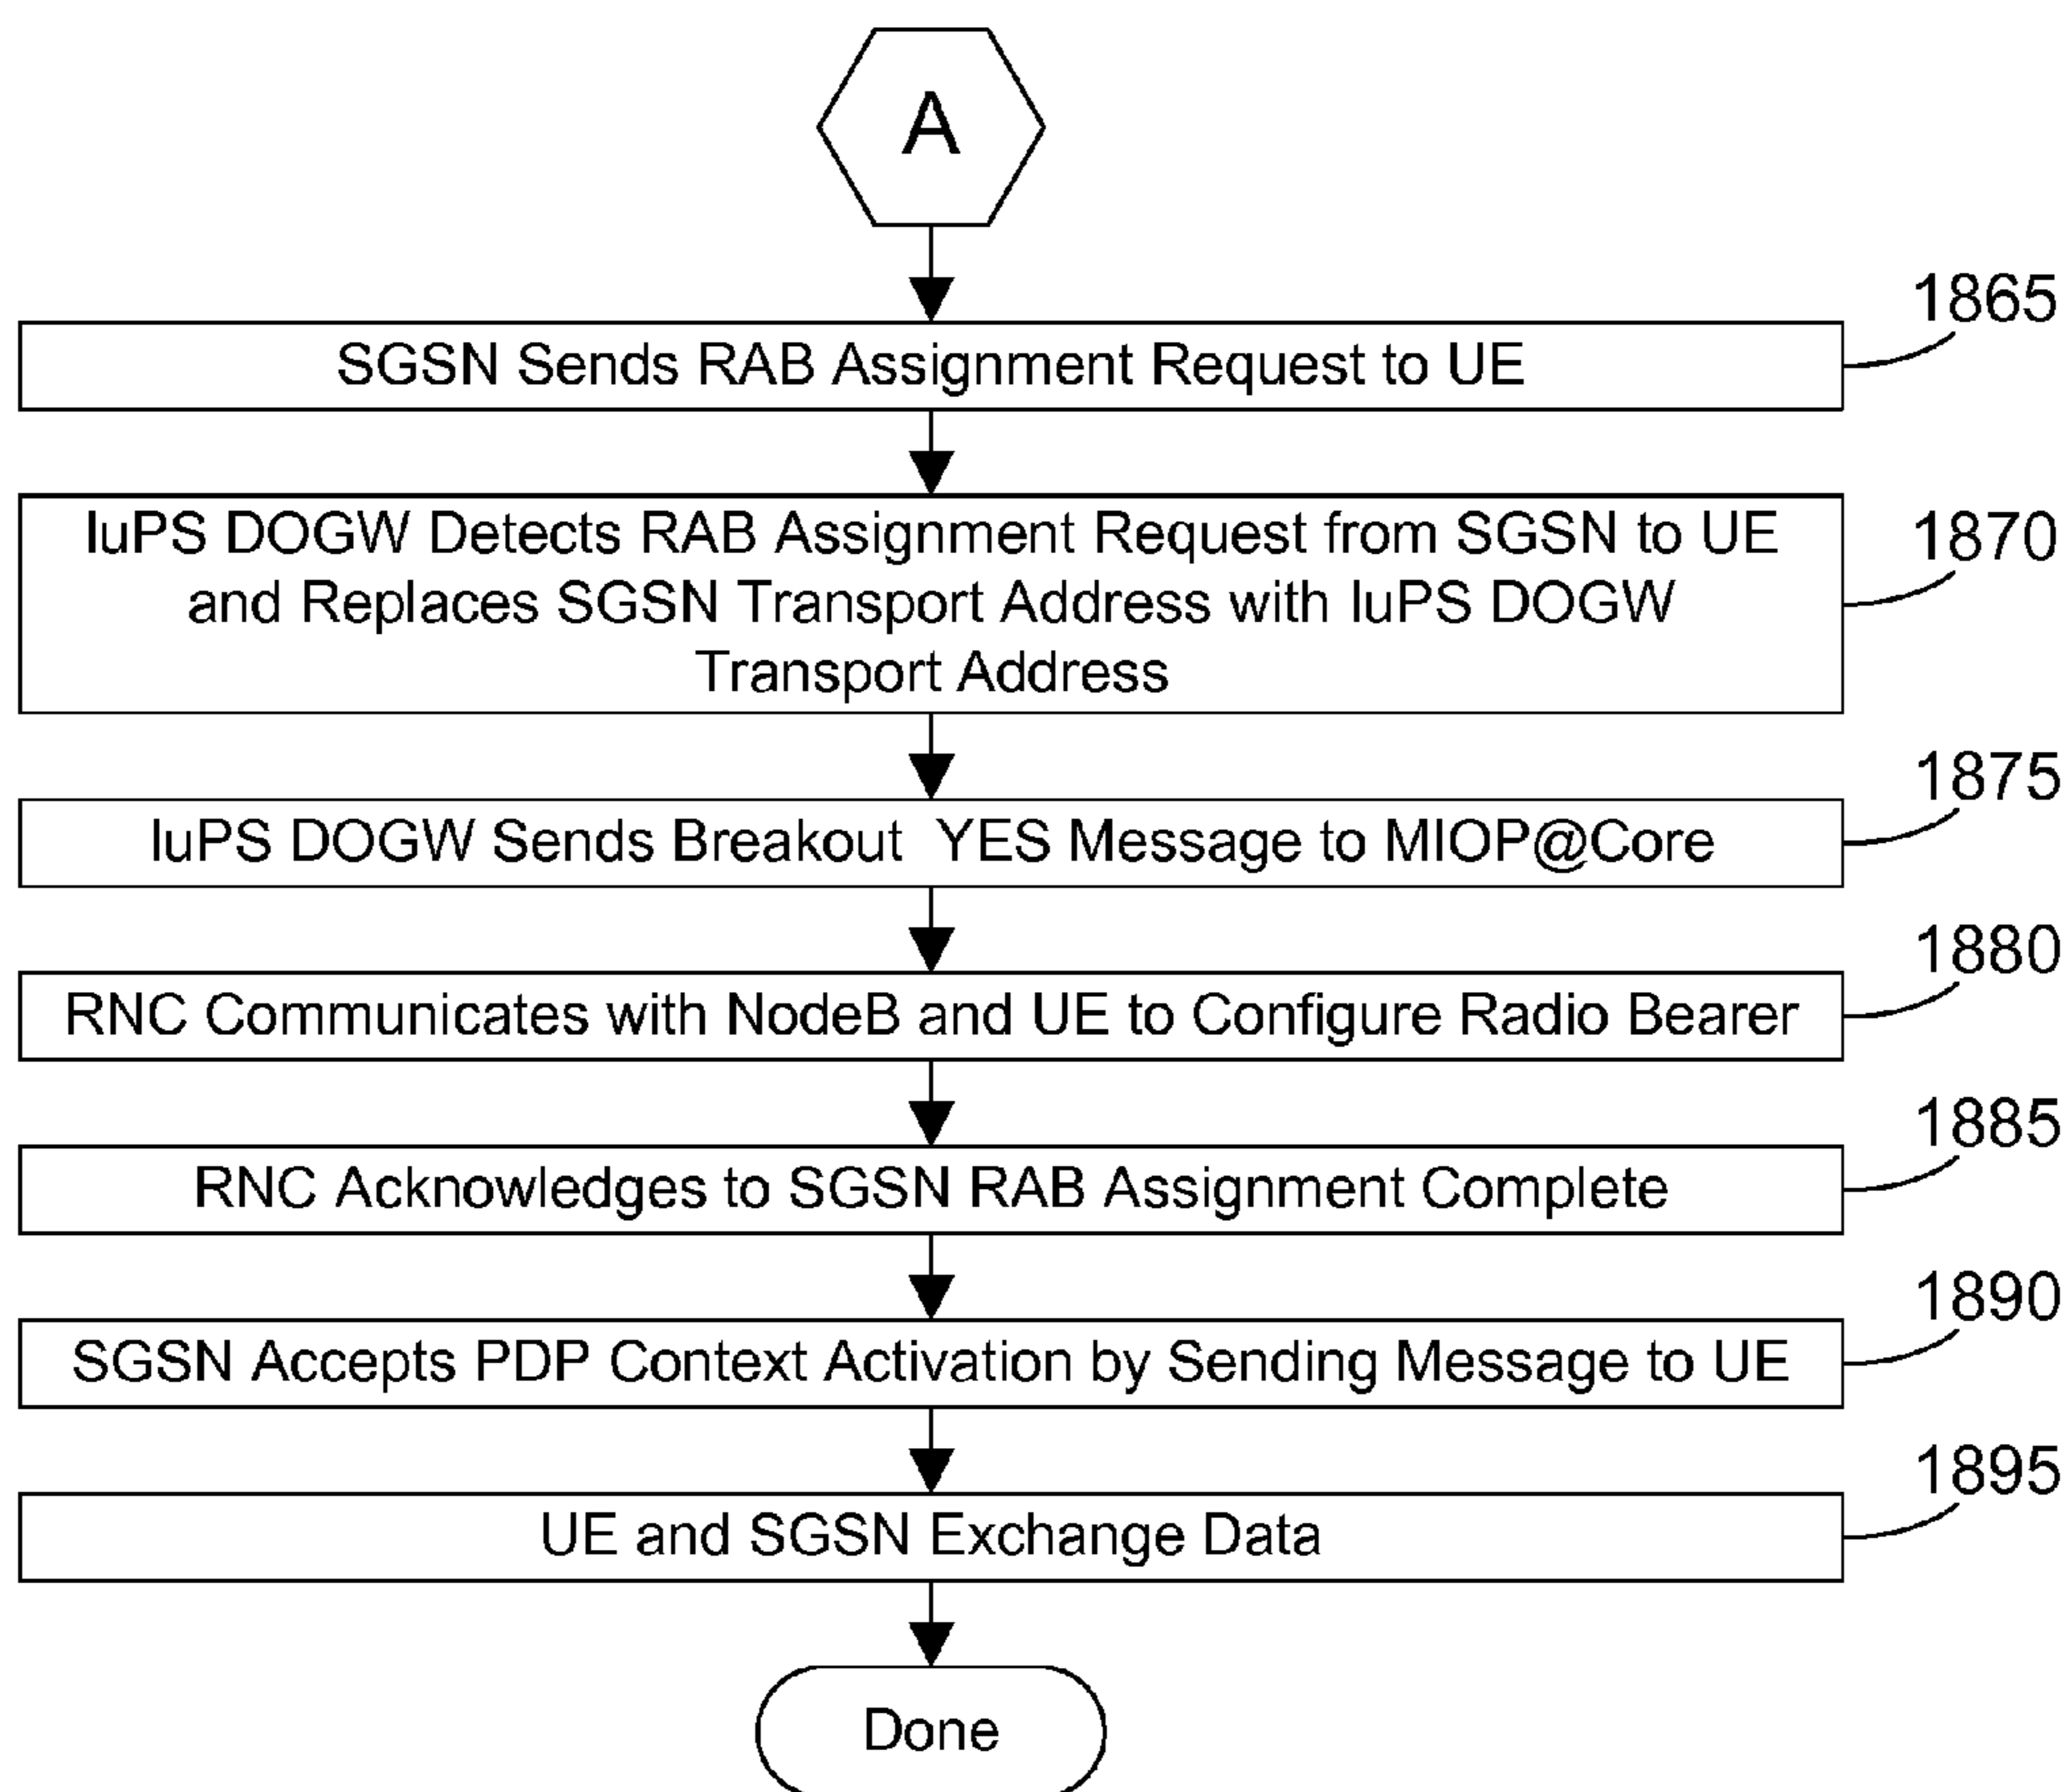 A
1865
SGSN Sends RAB Assignment Request to UE
IuPS DOGW Detects RAB Assignment Request from SGSN to UE
and Replaces SGSN Transport Address with IuPS DOGW
Transport Address
1870
1875
IuPS DOGW Sends Breakout  YES Message to MIOP@Core
1880
RNC Communicates with NodeB and UE to Configure Radio Bearer
1885
RNC Acknowledges to SGSN RAB Assignment Complete
1890
SGSN Accepts PDP Context Activation by Sending Message to UE
1895
UE and SGSN Exchange Data
Done